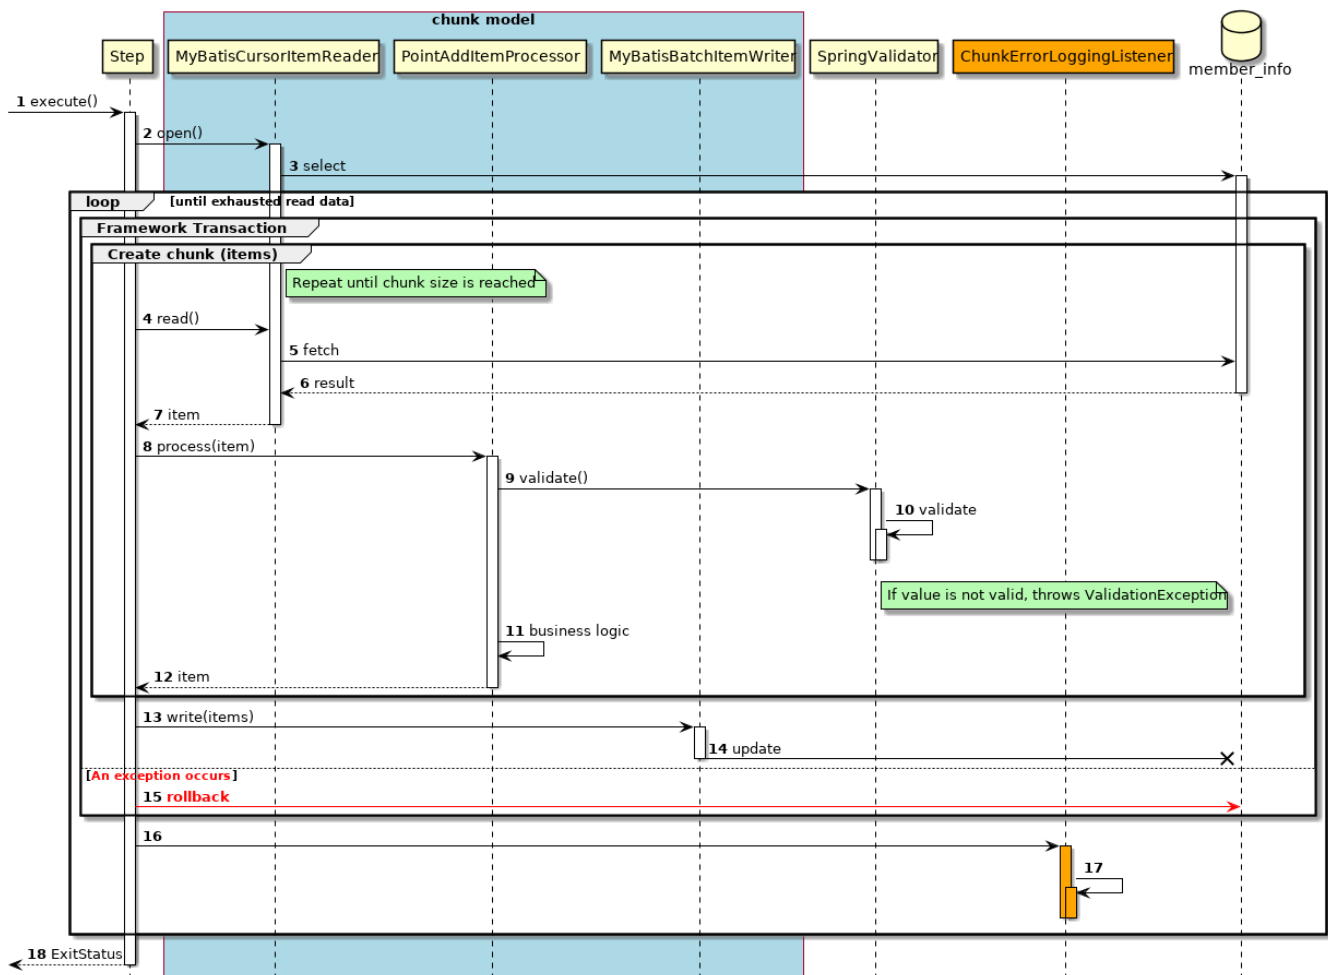 chunk model
Step
MyBatisCursorItemReader
PointAddItemProcessor
MyBatisBatchItemWriter
SpringValidator
ChunkErrorLoggingListener
member_info
1 execute()
2 open()
3 select
loop [until exhausted read data]
Framework Transaction
Create chunk (items)
Repeat until chunk size is reached
4 read()
5 fetch
6 result
7 item
8 process(item)
9 validate()
10 validate
If value is not valid, throws ValidationException
11 business logic
12 item
13 write(items)
14 update
[An exception occurs]
15 rollback
16
17
18 ExitStatus